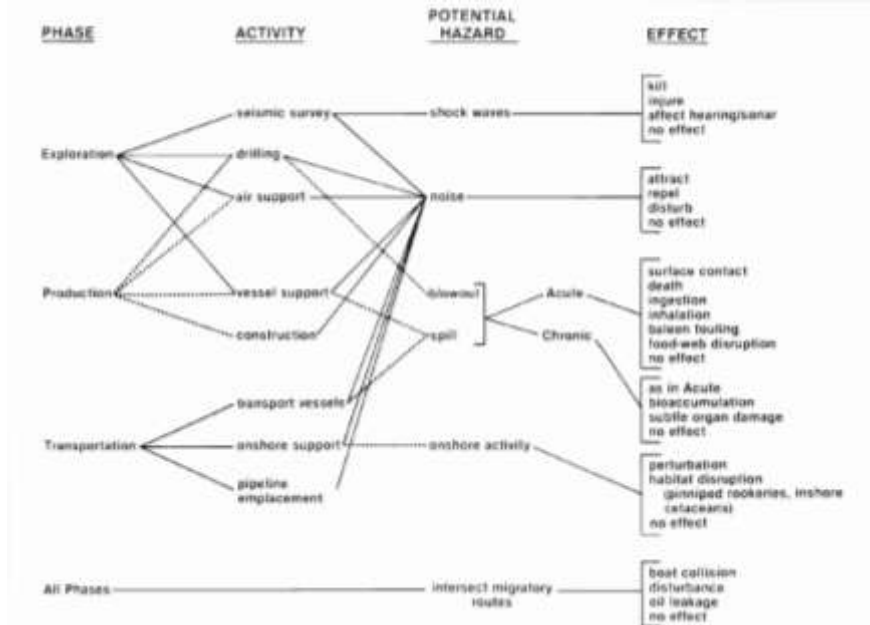 PHASE
ACTIVITY
POTENTIAL
HAZARD
EFFECT
Exploration
Production
Transportation
All Phases
seismic survey
drilling
air support
vessel support
construction
transport vessels
onshore support
pipeline
emplacement
shock waves
noise
blowout
spill
Acute
Chronic
onshore activity
intersect migratory
routes
kill
injure
affect hearing/sonar
no effect
attract
repel
disturb
no effect
surface contact
death
ingestion
inhalation
baleen fouling
food-web disruption
no effect
as in Acute
bioaccumulation
subtle organ damage
no effect
perturbation
habitat disruption
(pinniped rookeries, inshore
cetaceans)
no effect
boat collision
disturbance
oil leakage
no effect